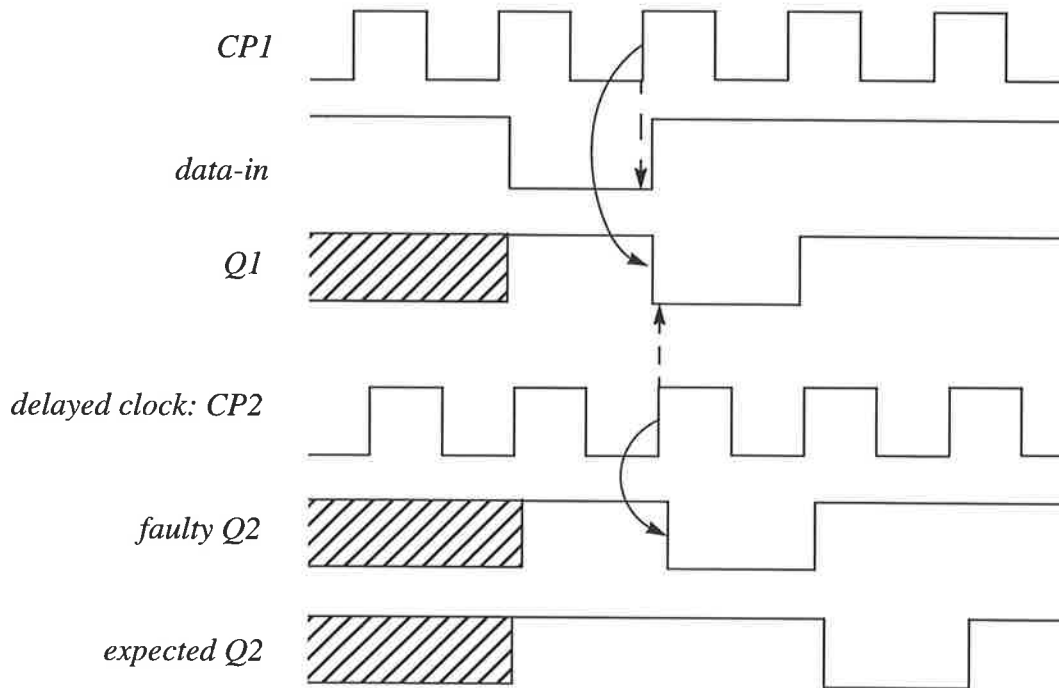 CP1
data-in
Q1
delayed clock: CP2
faulty Q2
expected Q2